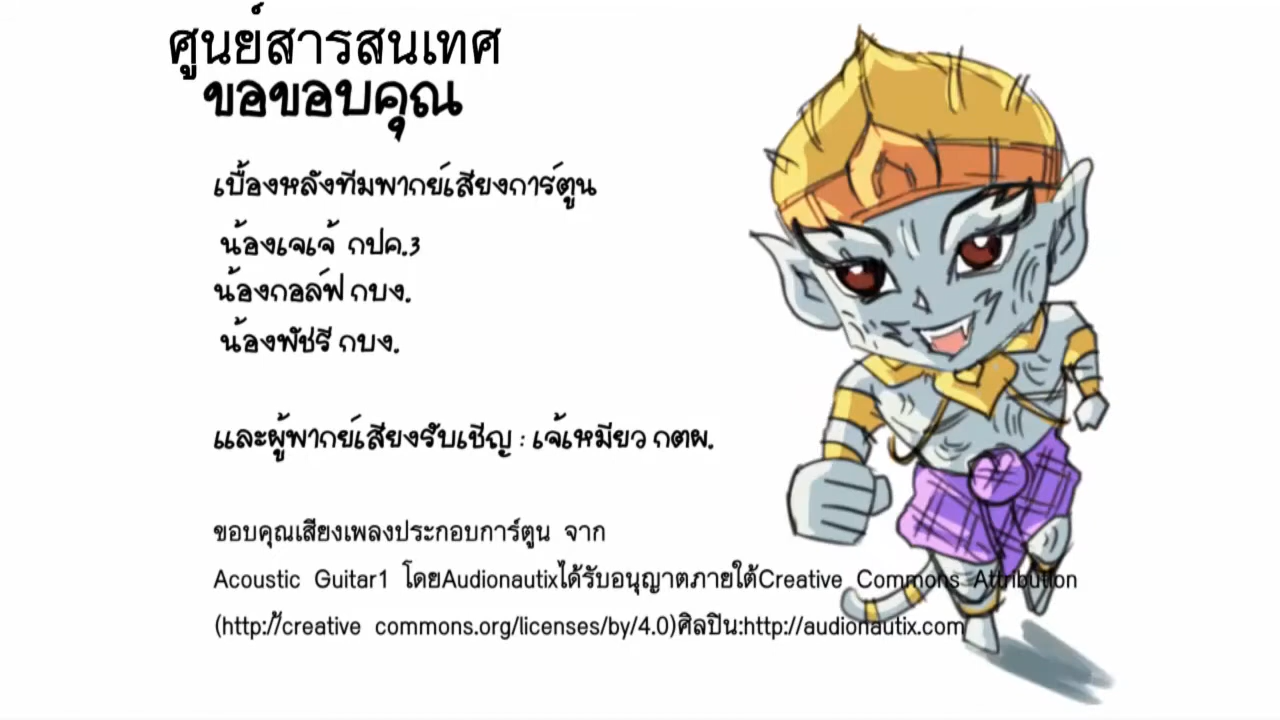 ศูนย์สารสนเทศ
ขอขอบคุณ
เบื้องหลังทีมพากย์เสียงการ์ตูน
น้องเจเจ้ กปค.3
น้องกอล์ฟ กบง.
น้องพัชรี กบง.
และผู้พากย์เสียงรับเชิญ : เจ้เหมียว กตผ.
ขอบคุณเสียงเพลงประกอบการ์ตูน จาก
Acoustic Guitar1 โดยAudionautixได้รับอนุญาตภายใต้Creative Commons Attribution
(http://creative commons.org/licenses/by/4.0)ศิลปิน:http://audionautix.com